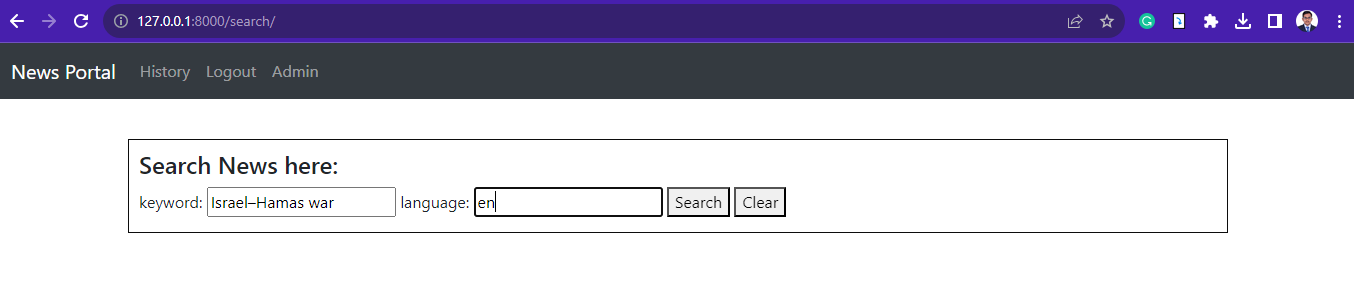 127.0.0.1:8000/search/
News Portal History Logout Admin
Search News here:
keyword: Israel–Hamas war language: en Search Clear